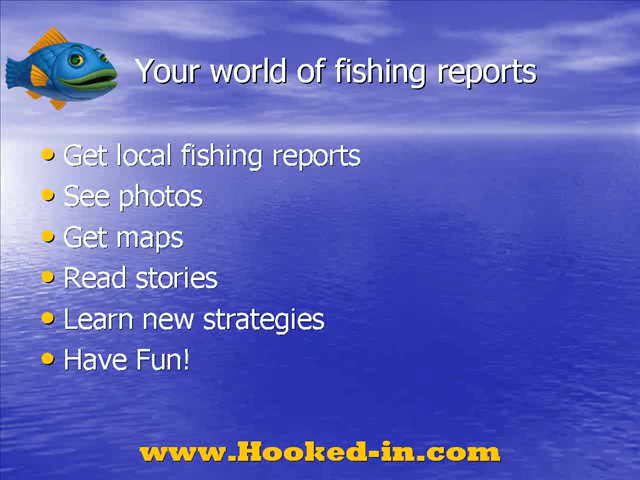 Your world of fishing reports
• Get local fishing reports
• See photos
• Get maps
• Read stories
• Learn new strategies
• Have Fun!
www.Hooked-in.com